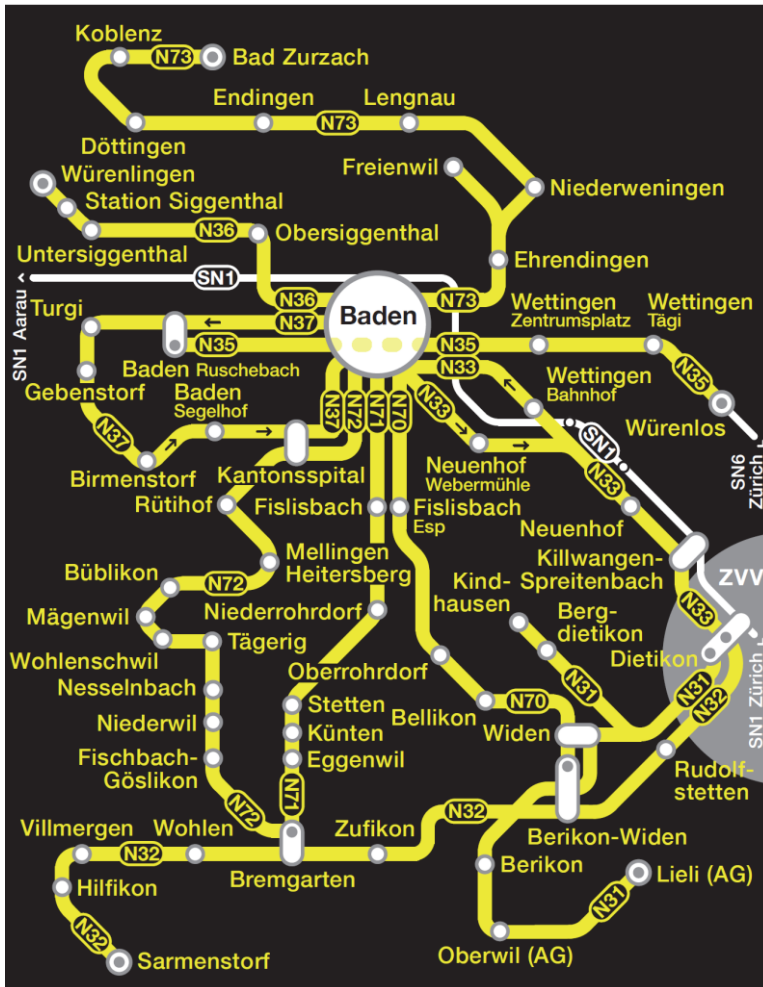 Koblenz
N73
Bad Zurzach
Endingen
N73
Lengnau
Döttingen
Würenlingen
Freienwil
Niederweningen
Station Siggenthal
N36
Obersiggenthal
Untersiggenthal
Ehrendingen
SN1
SN1 Aarau
N36
N73
Turgi
N37
Baden
Wettingen
Zentrumsplatz
Wettingen
Tägi
N35
N35
Baden Ruschebach
N33
N35
Gebenstorf
Baden
Segelhof
Wettingen
Bahnhof
Würenlos
N37
N72
N71
N70
N33
N37
SN1
SN6
Zürich
Birmenstorf
Kantonsspital
Neuenhof
Webermühle
N33
Rütihof
Fislisbach
Fislisbach
Esp
Neuenhof
Mellingen
Heitersberg
Killwangen-
Spreitenbach
ZVV
Büblikon
N72
Kind-
hausen
N33
Mägenwil
Niederrohrdorf
Berg-
dietikon
Wohlenschwil
Tägerig
Dietikon
Oberrohrdorf
Nesselnbach
N31
N31
N32
Stetten
Bellikon
N70
Niederwil
Künten
Widen
SN1 Zürich
Fischbach-
Göslikon
Eggenwil
Rudolf-
stetten
N71
N72
N32
Villmergen
N32
Wohlen
Zufikon
Berikon-Widen
Bremgarten
Berikon
Hilfikon
Lieli (AG)
N31
N32
Oberwil (AG)
Sarmenstorf